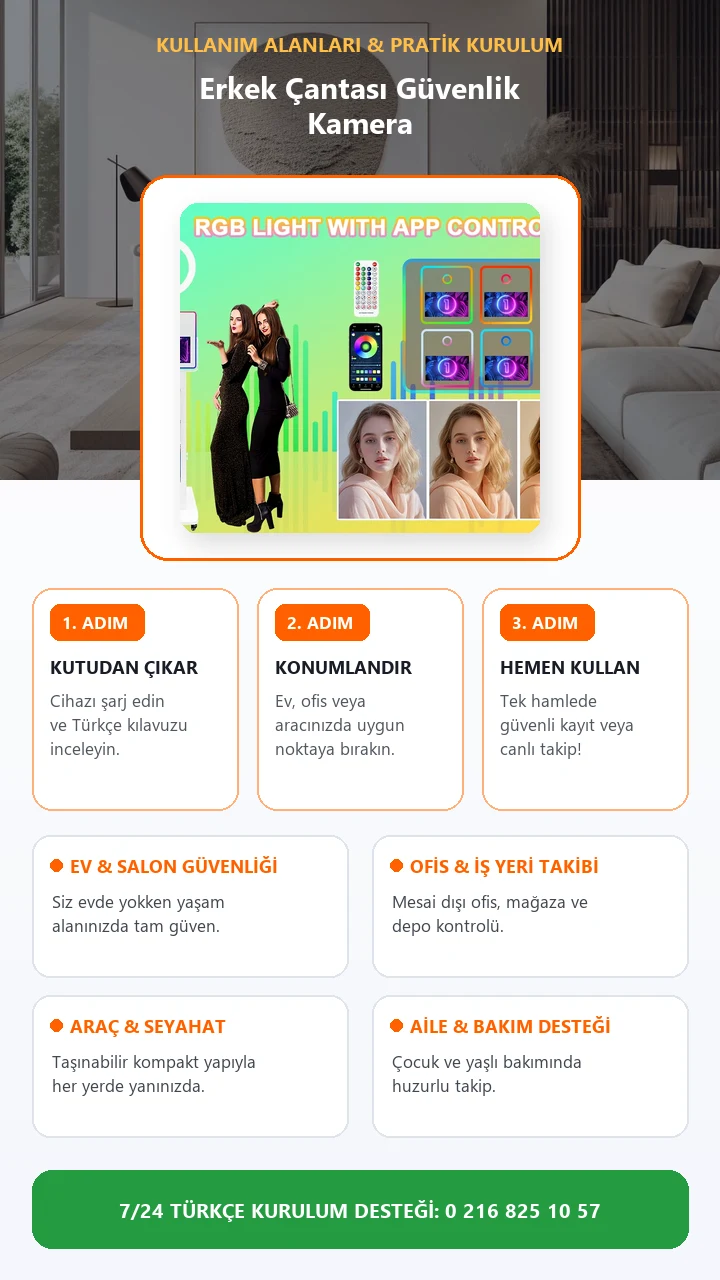 KULLANIM ALANLARI & PRATİK KURULUM
Erkek Çantası Güvenlik
Kamera
RGB LIGHT WITH APP CONTRO
1. ADIM
KUTUDAN ÇIKAR
Cihazı şarj edin
ve Türkçe kılavuzu
inceleyin.
2. ADIM
KONUMLANDIR
Ev, ofis veya
aracınızda uygun
noktaya bırakın.
3. ADIM
HEMEN KULLAN
Tek hamlede
güvenli kayıt veya
canlı takip!
EV & SALON GÜVENLİĞİ
Siz evde yokken yaşam
alanınızda tam güven.
OFİS & İŞ YERİ TAKİBİ
Mesai dışı ofis, mağaza ve
depo kontrolü.
ARAÇ & SEYAHAT
Taşınabilir kompakt yapıyla
her yerde yanınızda.
AİLE & BAKIM DESTEĞİ
Çocuk ve yaşlı bakımında
huzurlu takip.
7/24 TÜRKÇE KURULUM DESTEĞİ: 0 216 825 10 57